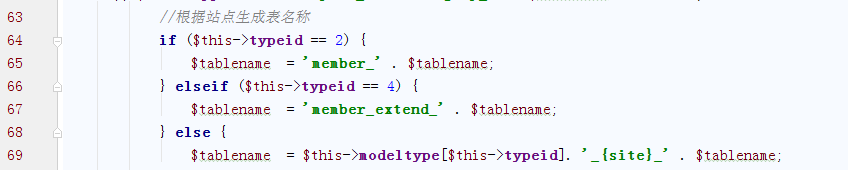 63 //根据站点生成表名称
64 if ($this->typeid == 2) {
65 $tablename = 'member_' . $tablename;
66 } elseif ($this->typeid == 4) {
67 $tablename = 'member_extend_' . $tablename;
68 } else {
69 $tablename = $this->modeltype[$this->typeid]. '_{site}_' . $tablename;